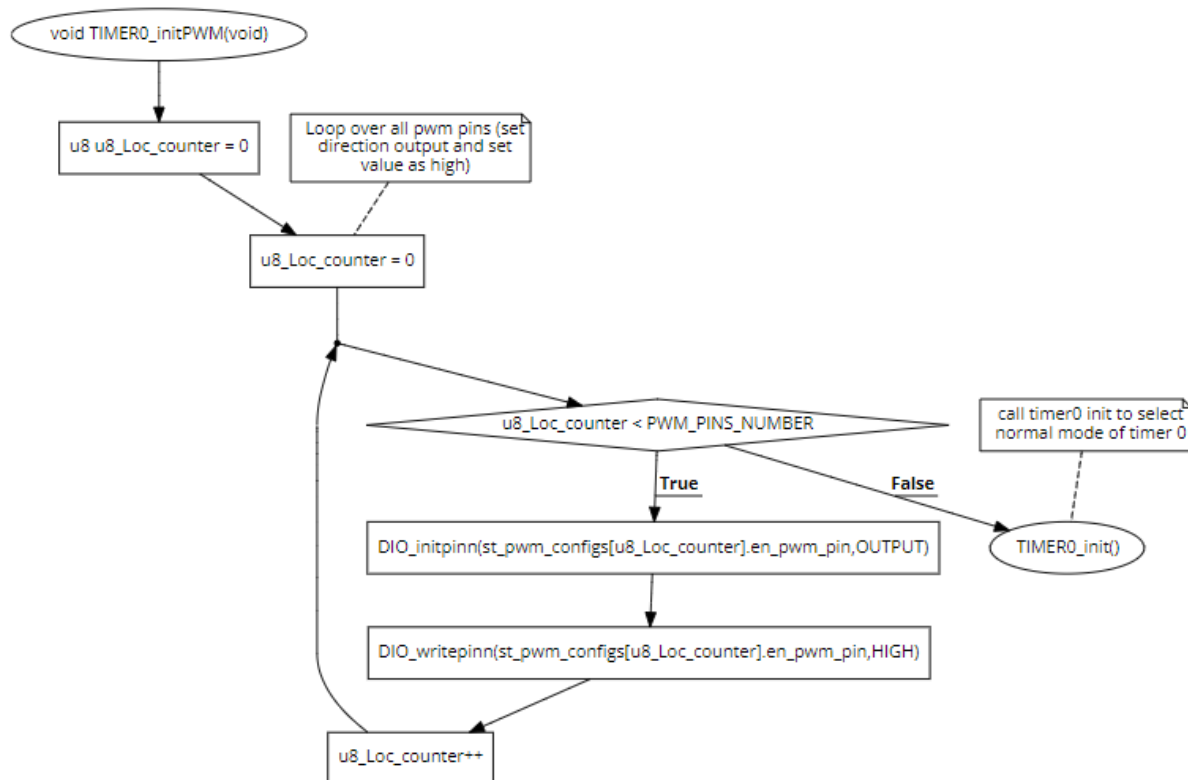 void TIMER0_initPWM(void)
u8 u8_Loc_counter = 0
Loop over all pwm pins (set
direction output and set
value as high)
u8_Loc_counter = 0
u8_Loc_counter < PWM_PINS_NUMBER
call timer0 init to select
normal mode of timer 0
True
False
DIO_initpinn(st_pwm_configs[u8_Loc_counter].en_pwm_pin,OUTPUT)
TIMER0_init()
DIO_writepinn(st_pwm_configs[u8_Loc_counter].en_pwm_pin,HIGH)
u8_Loc_counter++